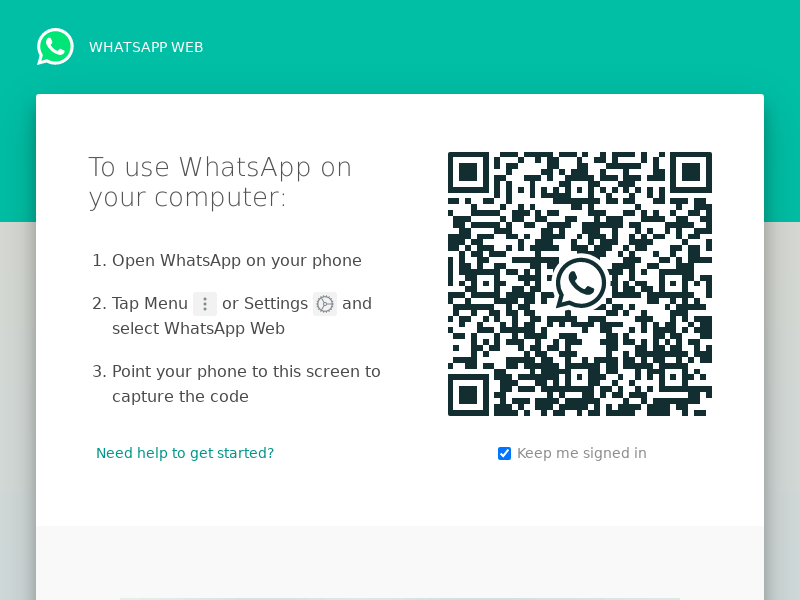 WHATSAPP WEB
To use WhatsApp on
your computer:
1. Open WhatsApp on your phone
2. Tap Menu or Settings and
select WhatsApp Web
3. Point your phone to this screen to
capture the code
Need help to get started?
Keep me signed in